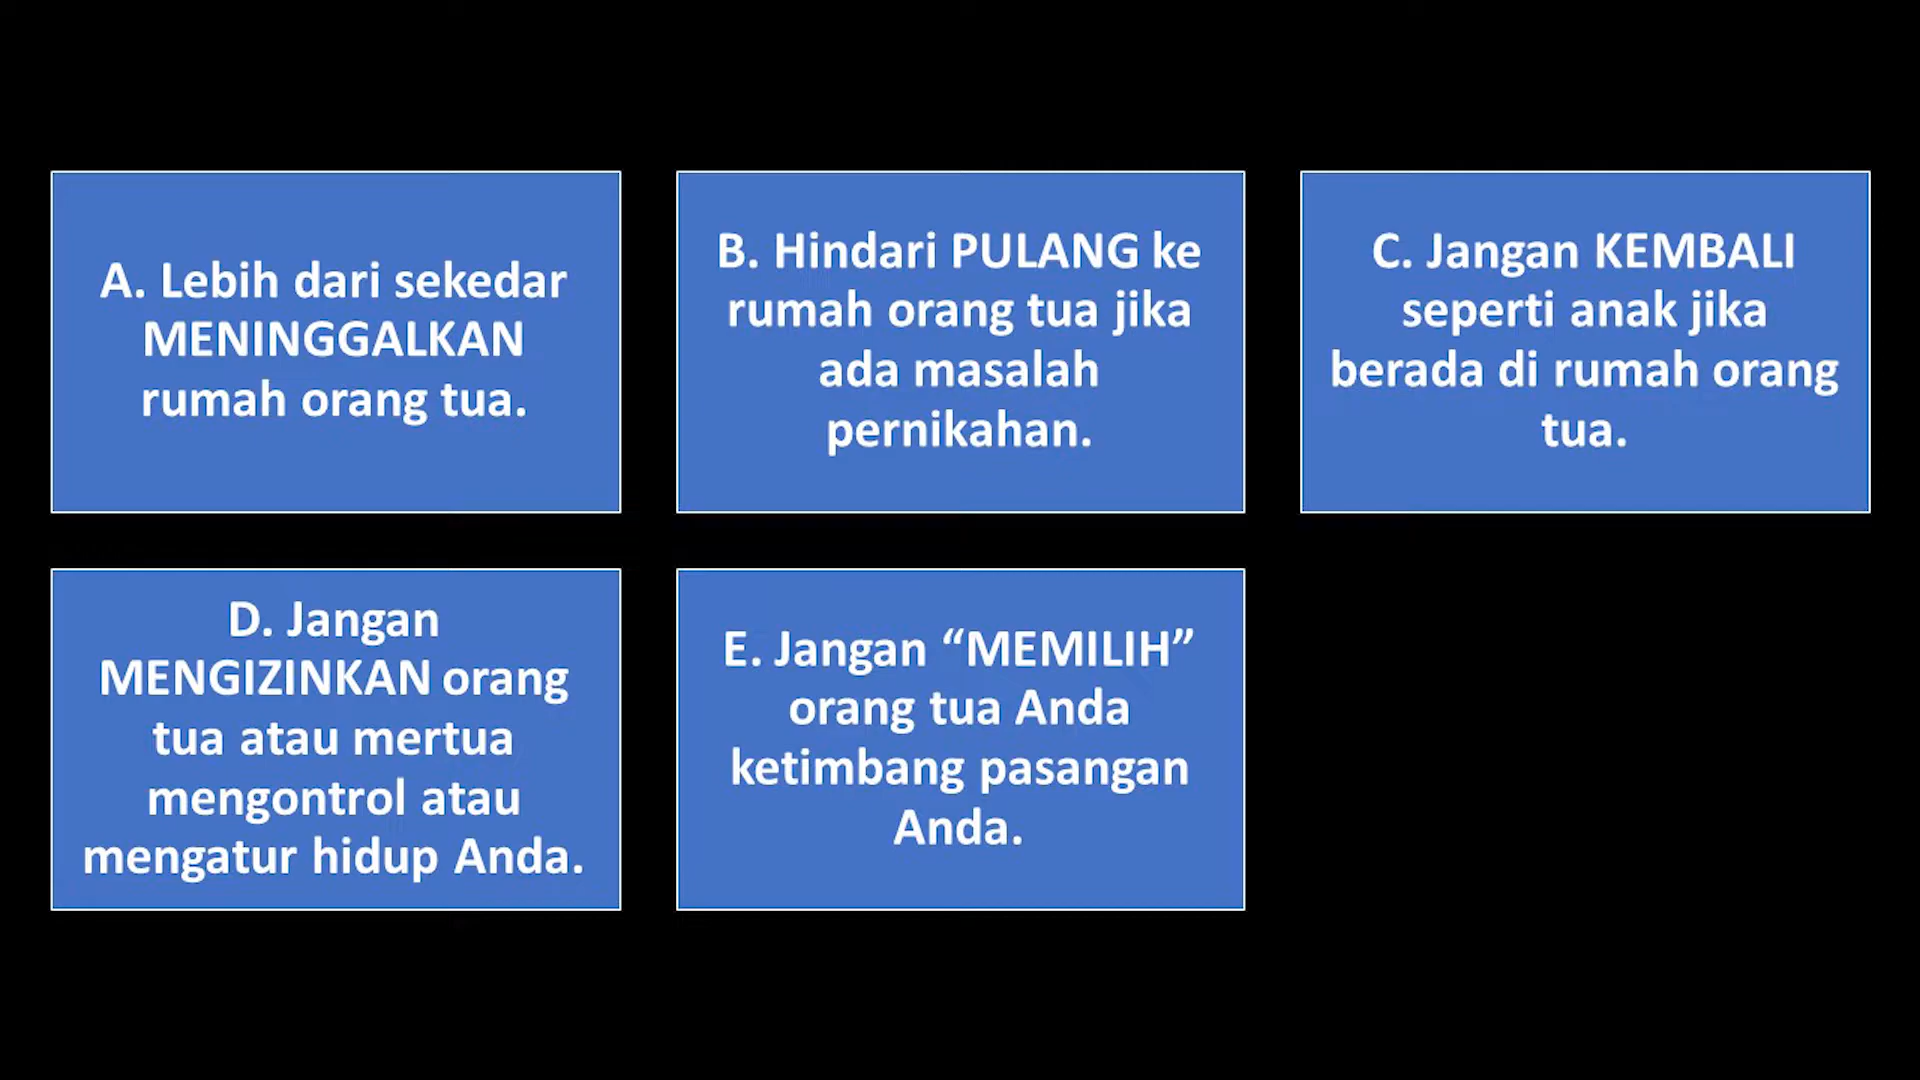 A. Lebih dari sekedar
MENINGGALKAN
rumah orang tua.
B. Hindari PULANG ke
rumah orang tua jika
ada masalah
pernikahan.
C. Jangan KEMBALI
seperti anak jika
berada di rumah orang
tua.
D. Jangan
MENGIZINKAN orang
tua atau mertua
mengontrol atau
mengatur hidup Anda.
E. Jangan “MEMILIH”
orang tua Anda
ketimbang pasangan
Anda.